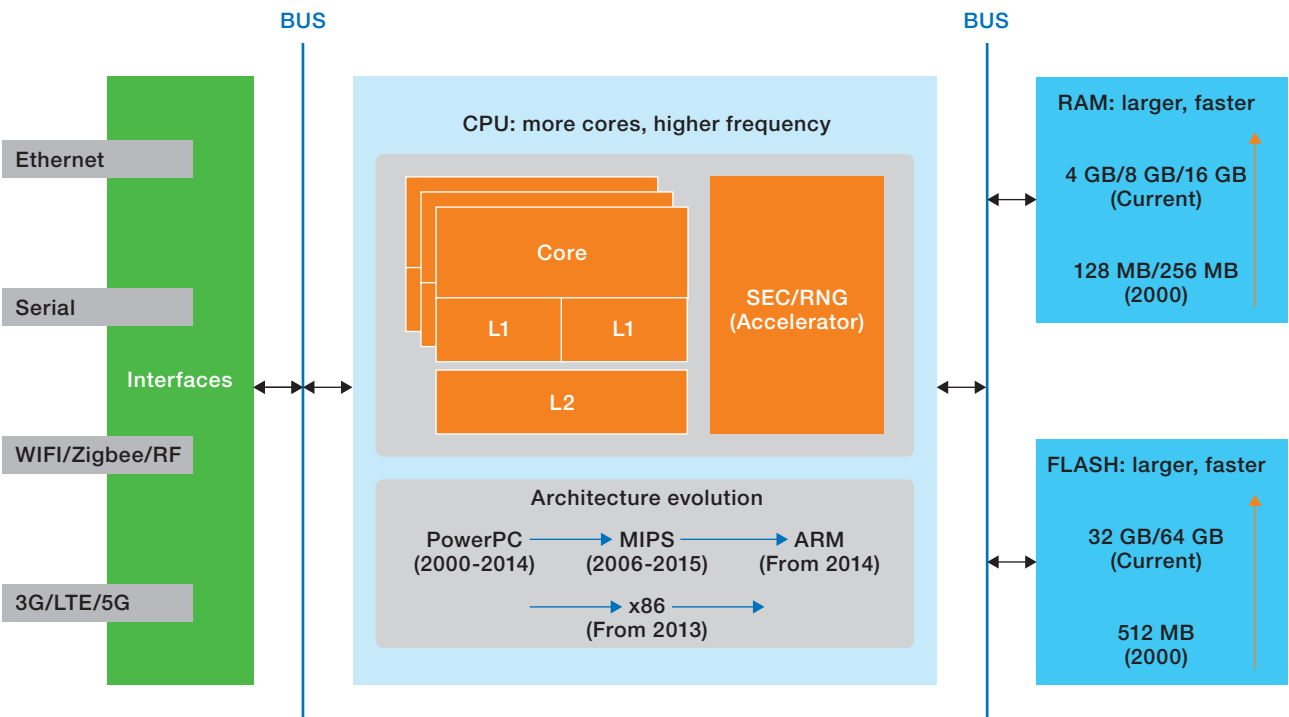 BUS
BUS
Ethernet
Serial
Interfaces
WIFI/Zigbee/RF
3G/LTE/5G
CPU: more cores, higher frequency
Core
L1
L1
L2
SEC/RNG
(Accelerator)
Architecture evolution
PowerPC
(2000-2014)
MIPS
(2006-2015)
ARM
(From 2014)
x86
(From 2013)
RAM: larger, faster
4 GB/8 GB/16 GB
(Current)
128 MB/256 MB
(2000)
FLASH: larger, faster
32 GB/64 GB
(Current)
512 MB
(2000)